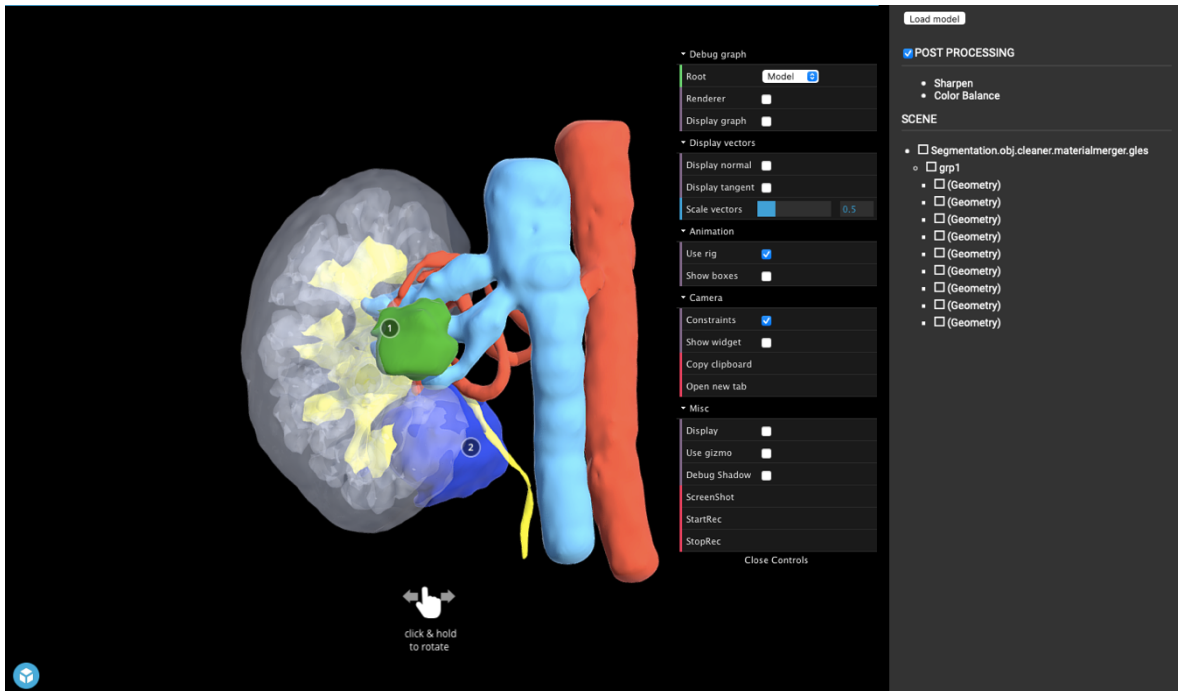 1
2
click & hold
to rotate
Debug graph
Root Model
Renderer
Display graph
Display vectors
Display normal
Display tangent
Scale vectors 0.5
Animation
Use rig
Show boxes
Camera
Constraints
Show widget
Copy clipboard
Open new tab
Misc
Display
Use gizmo
Debug Shadow
ScreenShot
StartRec
StopRec
Close Controls
Load model
POST PROCESSING
Sharpen
Color Balance
SCENE
Segmentation.obj.cleaner.materialmerger.gles
grp1
(Geometry)
(Geometry)
(Geometry)
(Geometry)
(Geometry)
(Geometry)
(Geometry)
(Geometry)
(Geometry)